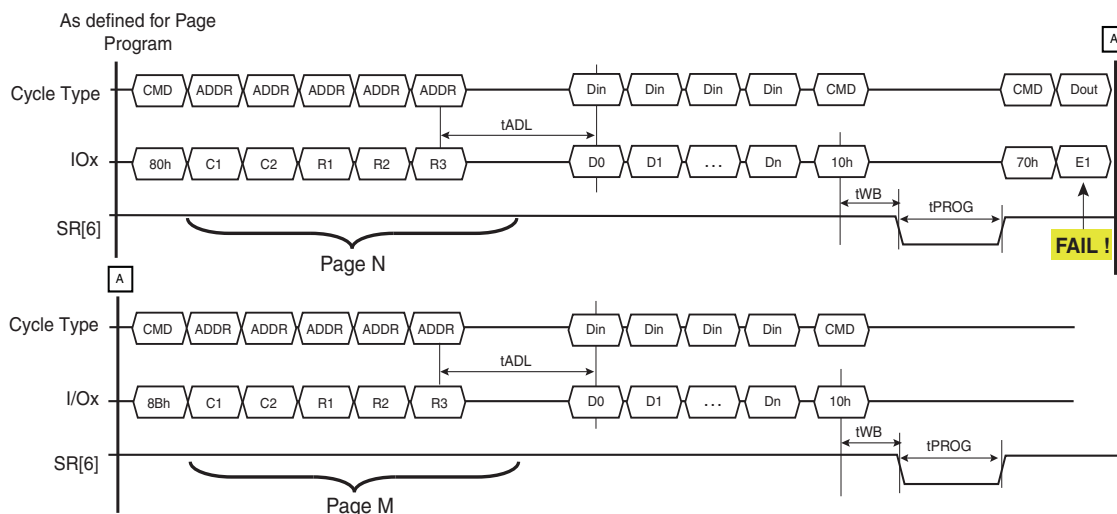 As defined for Page
Program
A
Cycle Type
CMD ADDR ADDR ADDR ADDR ADDR Din Din Din Din CMD CMD Dout
tADL
IOx
80h C1 C2 R1 R2 R3 D0 D1 ... Dn 10h 70h E1
tWB tPROG
SR[6]
FAIL !
Page N
A
Cycle Type
CMD ADDR ADDR ADDR ADDR ADDR Din Din Din Din CMD
tADL
I/Ox
8Bh C1 C2 R1 R2 R3 D0 D1 ... Dn 10h
tWB tPROG
SR[6]
Page M